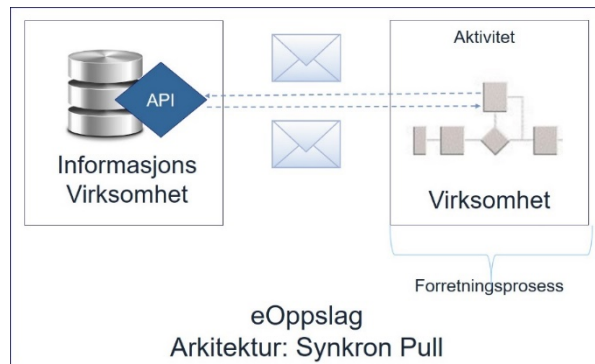 API
Informasjons
Virksomhet
Aktivitet
Virksomhet
Forretningsprosess
eOppslag
Arkitektur: Synkron Pull